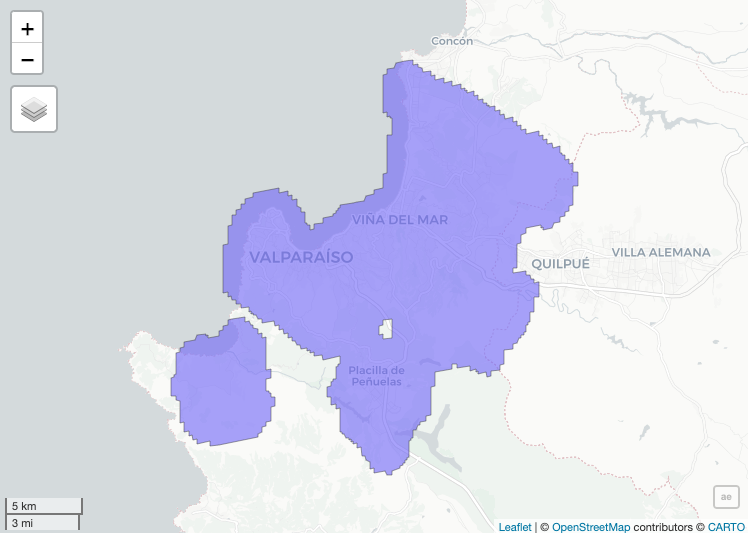 +
Concón
−
VIÑA DEL MAR
VALPARAÍSO
VILLA ALEMANA
QUILPUÉ
Placilla de
Peñuelas
ae
5 km
3 mi
Leaflet | © OpenStreetMap contributors © CARTO